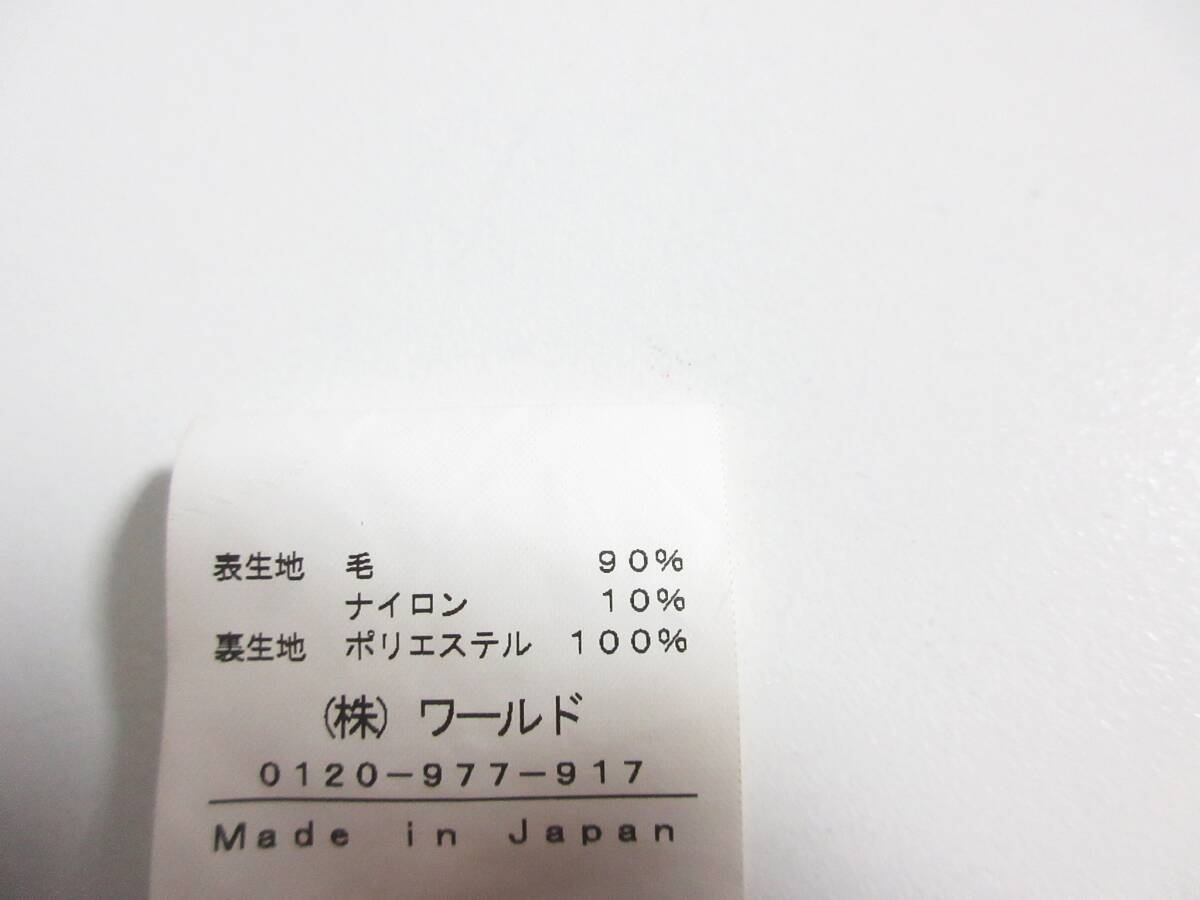 表生地 毛 90%
ナイロン 10%
裏生地 ポリエステル 100%
(株) ワールド
0120-977-917
Made in Japan